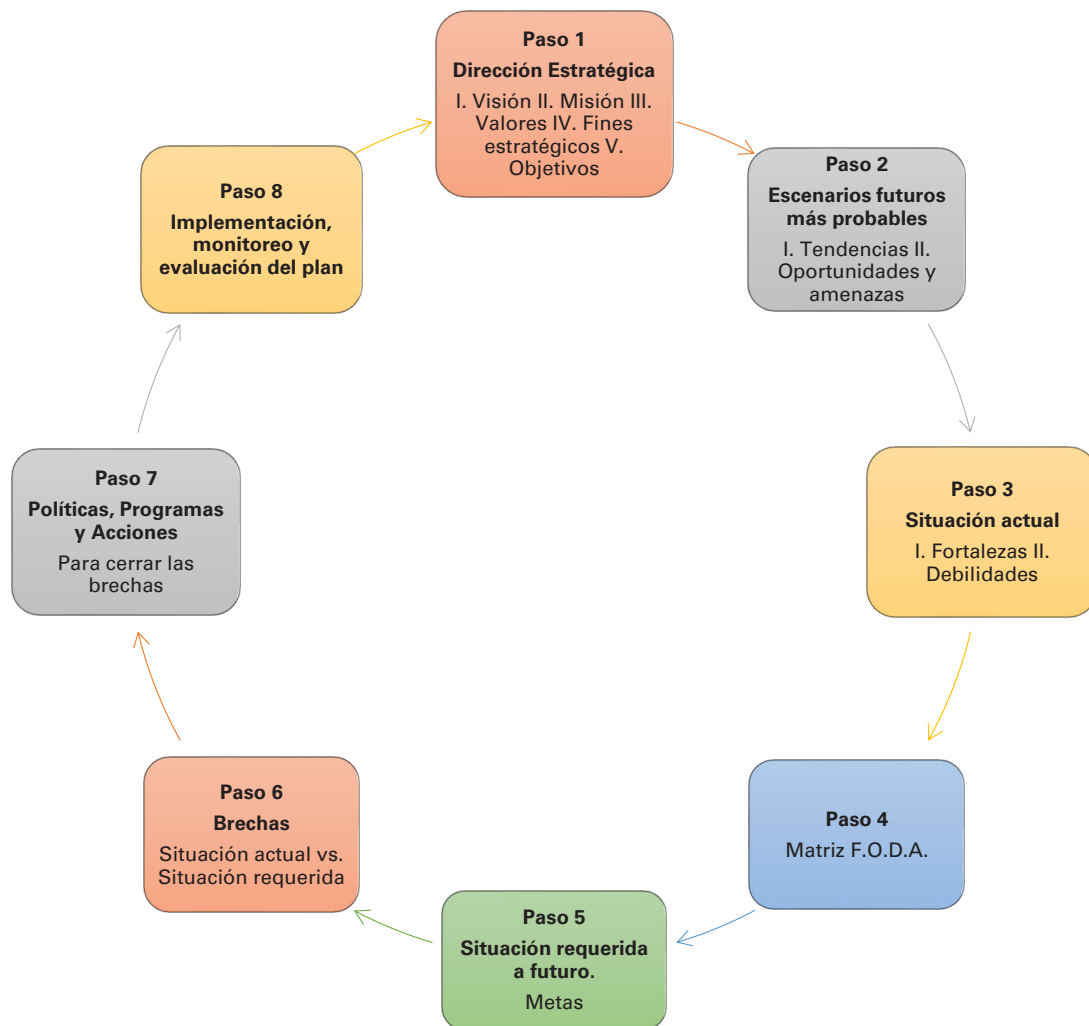 Paso 1
Dirección Estratégica
I. Visión II. Misión III.
Valores IV. Fines
estratégicos V.
Objetivos
Paso 2
Escenarios futuros
más probables
I. Tendencias II.
Oportunidades y
amenazas
Paso 3
Situación actual
I. Fortalezas II.
Debilidades
Paso 4
Matriz F.O.D.A.
Paso 5
Situación requerida
a futuro.
Metas
Paso 6
Brechas
Situación actual vs.
Situación requerida
Paso 7
Políticas, Programas
y Acciones
Para cerrar las
brechas
Paso 8
Implementación,
monitoreo y
evaluación del plan